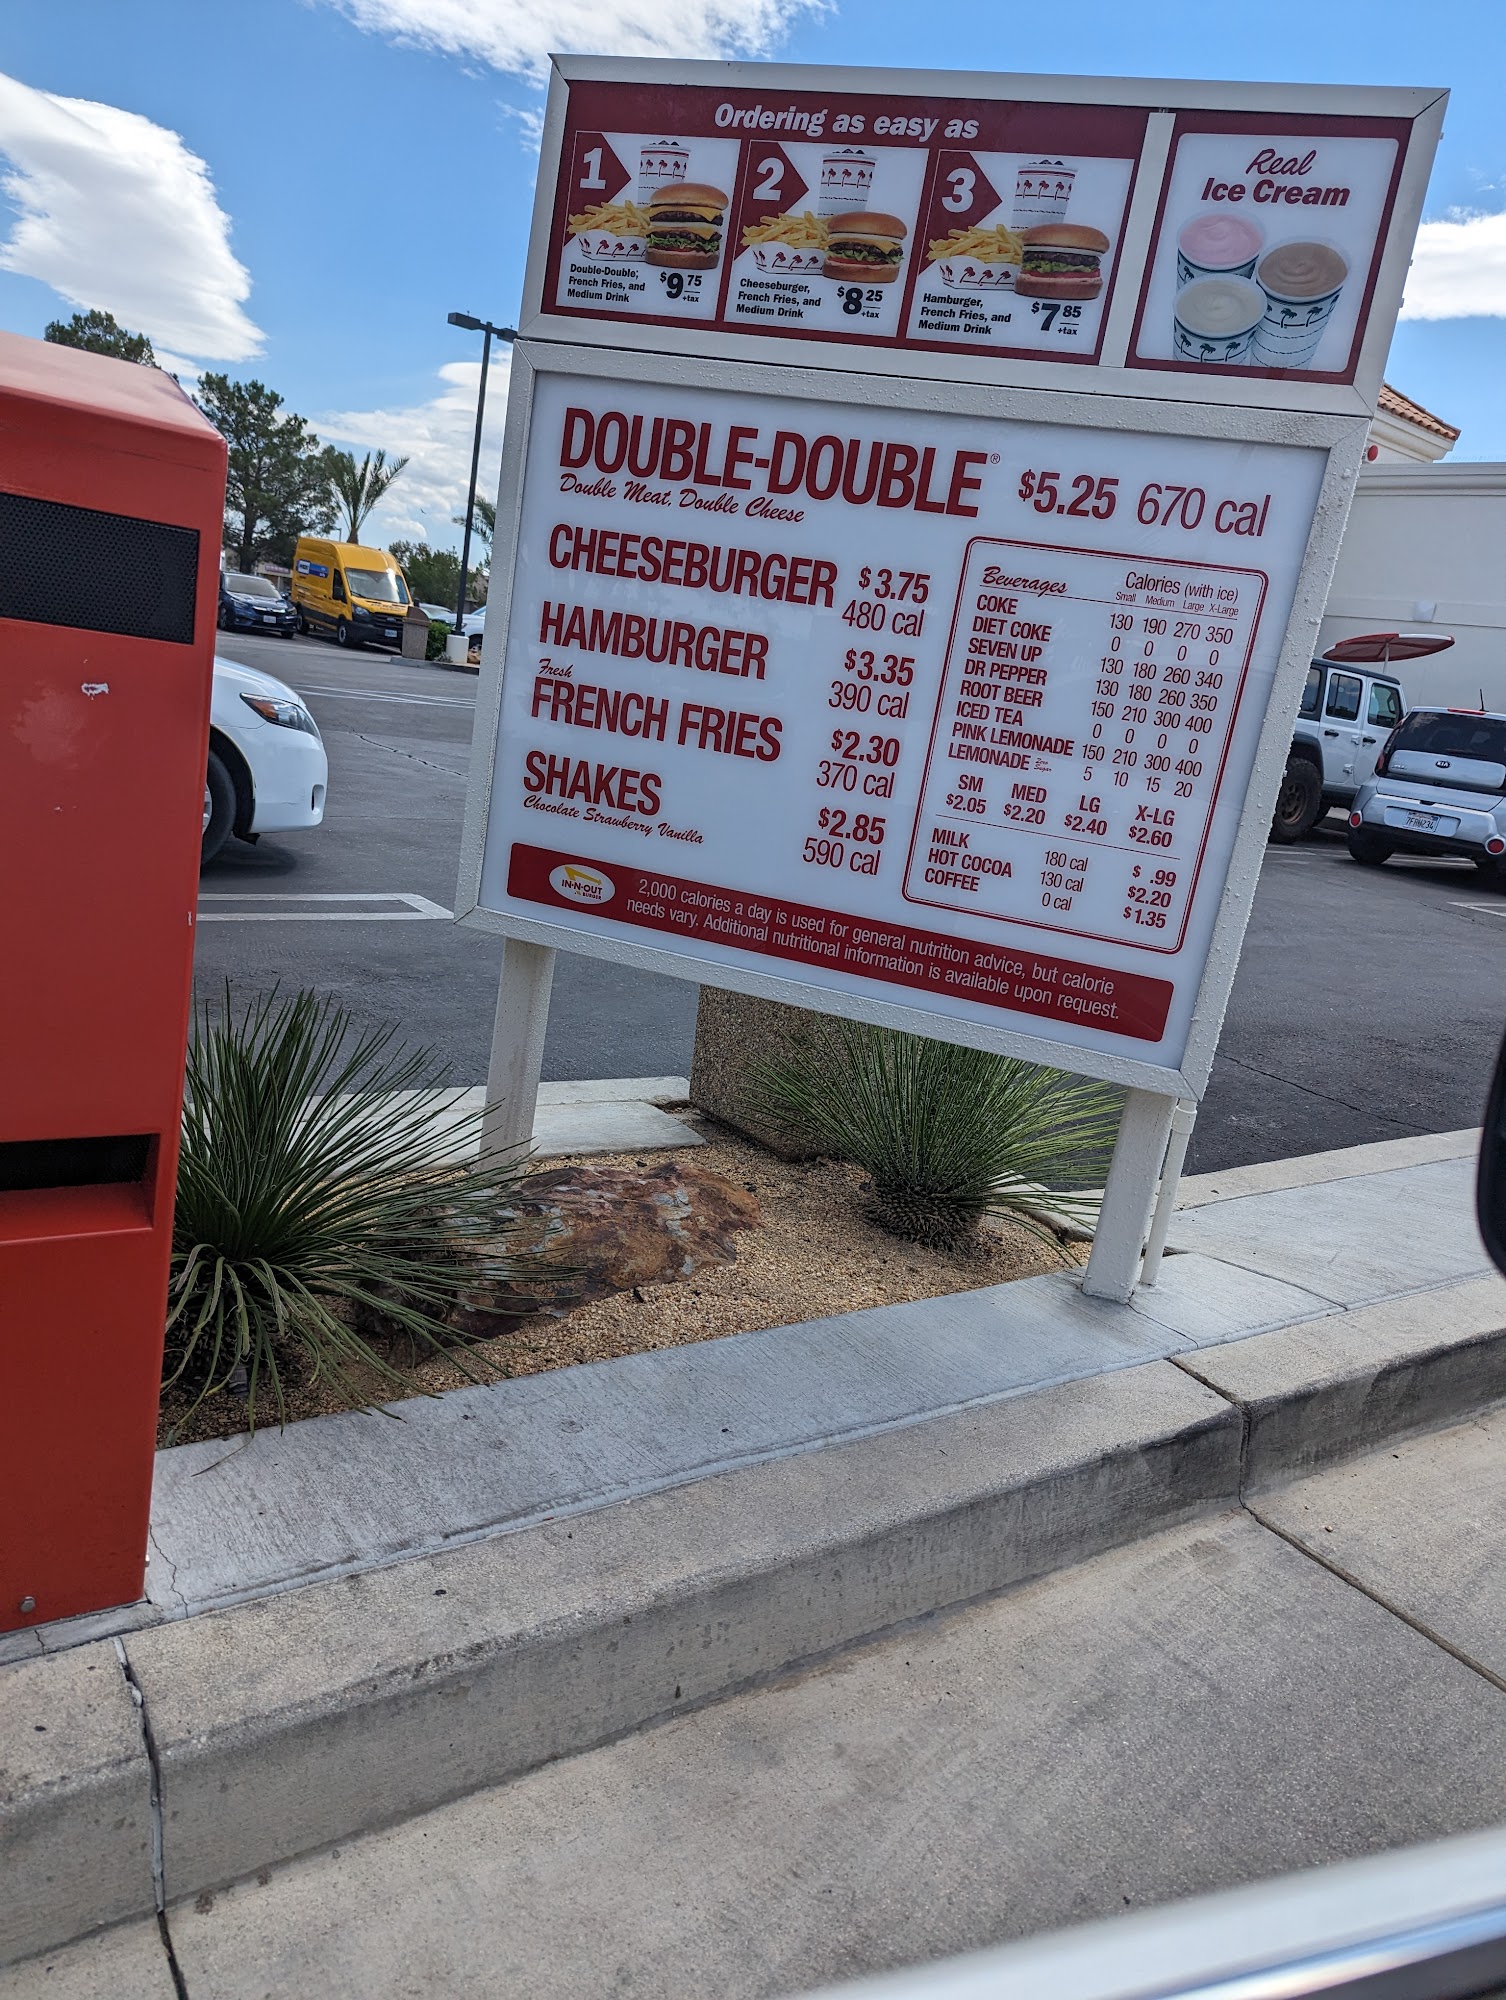 Ordering as easy as
1
Double-Double,
French Fries, and
Medium Drink
$9 75
+tax
2
Cheeseburger,
French Fries, and
Medium Drink
$8 25
+tax
3
Hamburger,
French Fries, and
Medium Drink
$7 85
+tax
Real
Ice Cream
DOUBLE-DOUBLE® $5.25 670 cal
Double Meat, Double Cheese
CHEESEBURGER $3.75
480 cal
HAMBURGER $3.35
390 cal
Fresh
FRENCH FRIES $2.30
370 cal
SHAKES $2.85
Chocolate Strawberry Vanilla 590 cal
Beverages Calories (with ice)
Small Medium Large X-Large
COKE 130 190 270 350
DIET COKE 0 0 0 0
SEVEN UP 130 180 260 340
DR PEPPER 130 180 260 350
ROOT BEER 150 210 300 400
ICED TEA 0 0 0 0
PINK LEMONADE 150 210 300 400
LEMONADE Zero Sugar 5 10 15 20
SM MED LG X-LG
$2.05 $2.20 $2.40 $2.60
MILK 180 cal $ .99
HOT COCOA 130 cal $2.20
COFFEE 0 cal $1.35
IN-N-OUT
BURGER
2,000 calories a day is used for general nutrition advice, but calorie
needs vary. Additional nutritional information is available upon request.
KIA